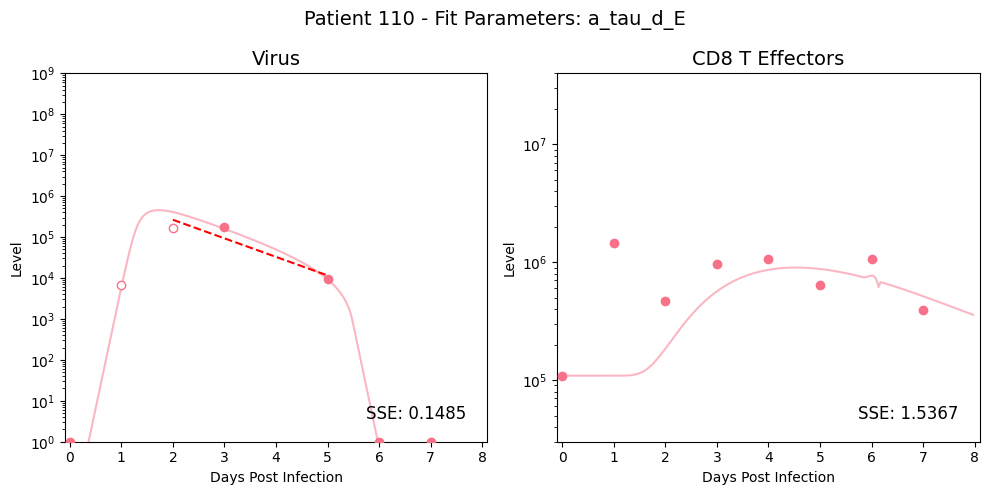 Patient 110 - Fit Parameters: a_tau_d_E
Virus
CD8 T Effectors
Level
10^9
10^8
10^7
10^6
10^5
10^4
10^3
10^2
10^1
10^0
SSE: 0.1485
0 1 2 3 4 5 6 7 8
Days Post Infection
Level
10^7
10^6
10^5
SSE: 1.5367
0 1 2 3 4 5 6 7 8
Days Post Infection